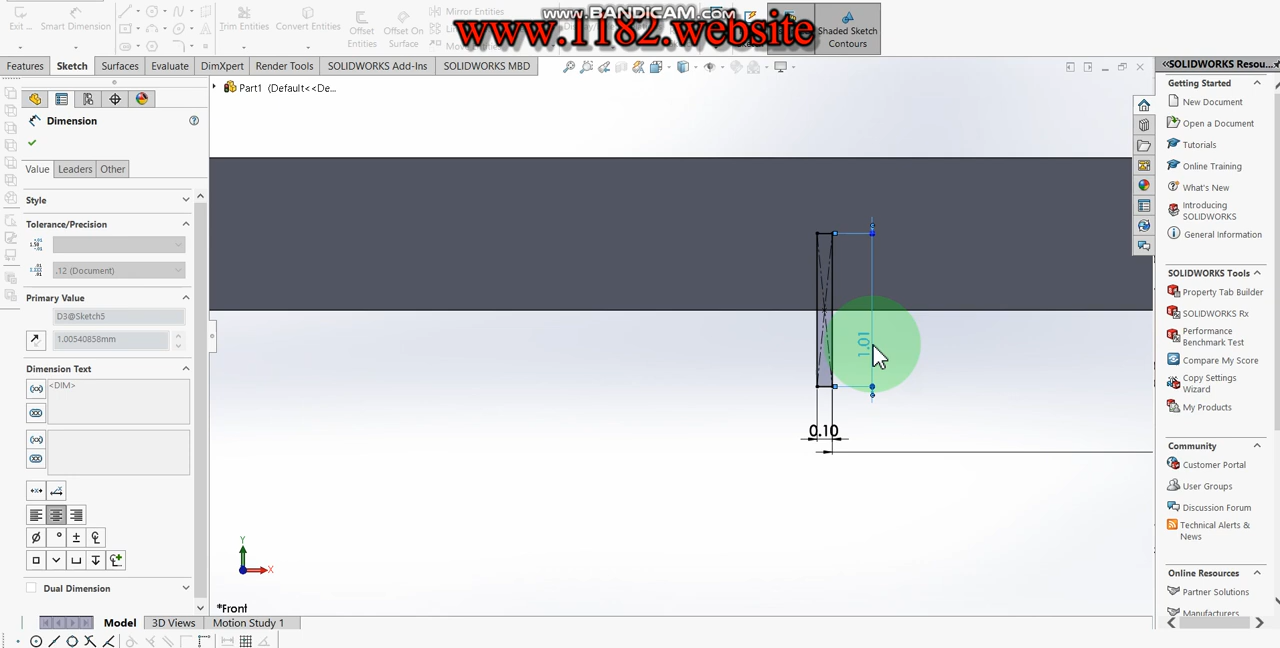 www.BANDICAM.com
www.1182.website
Exit
Smart Dimension
Trim Entities
Convert Entities
Offset
Entities
Offset On
Surface
Mirror Entities
Shaded Sketch
Contours
Features
Sketch
Surfaces
Evaluate
DimXpert
Render Tools
SOLIDWORKS Add-Ins
SOLIDWORKS MBD
Part1 (Default<<De...
Dimension
Value
Leaders
Other
Style
Tolerance/Precision
.12 (Document)
Primary Value
D3@Sketch5
1.00540858mm
Dimension Text
<DIM>
Dual Dimension
1.01
0.10
Y
X
*Front
Model
3D Views
Motion Study 1
SOLIDWORKS Resou...
Getting Started
New Document
Open a Document
Tutorials
Online Training
What's New
Introducing
SOLIDWORKS
General Information
SOLIDWORKS Tools
Property Tab Builder
SOLIDWORKS Rx
Performance
Benchmark Test
Compare My Score
Copy Settings
Wizard
My Products
Community
Customer Portal
User Groups
Discussion Forum
Technical Alerts &
News
Online Resources
Partner Solutions
Manufacturers